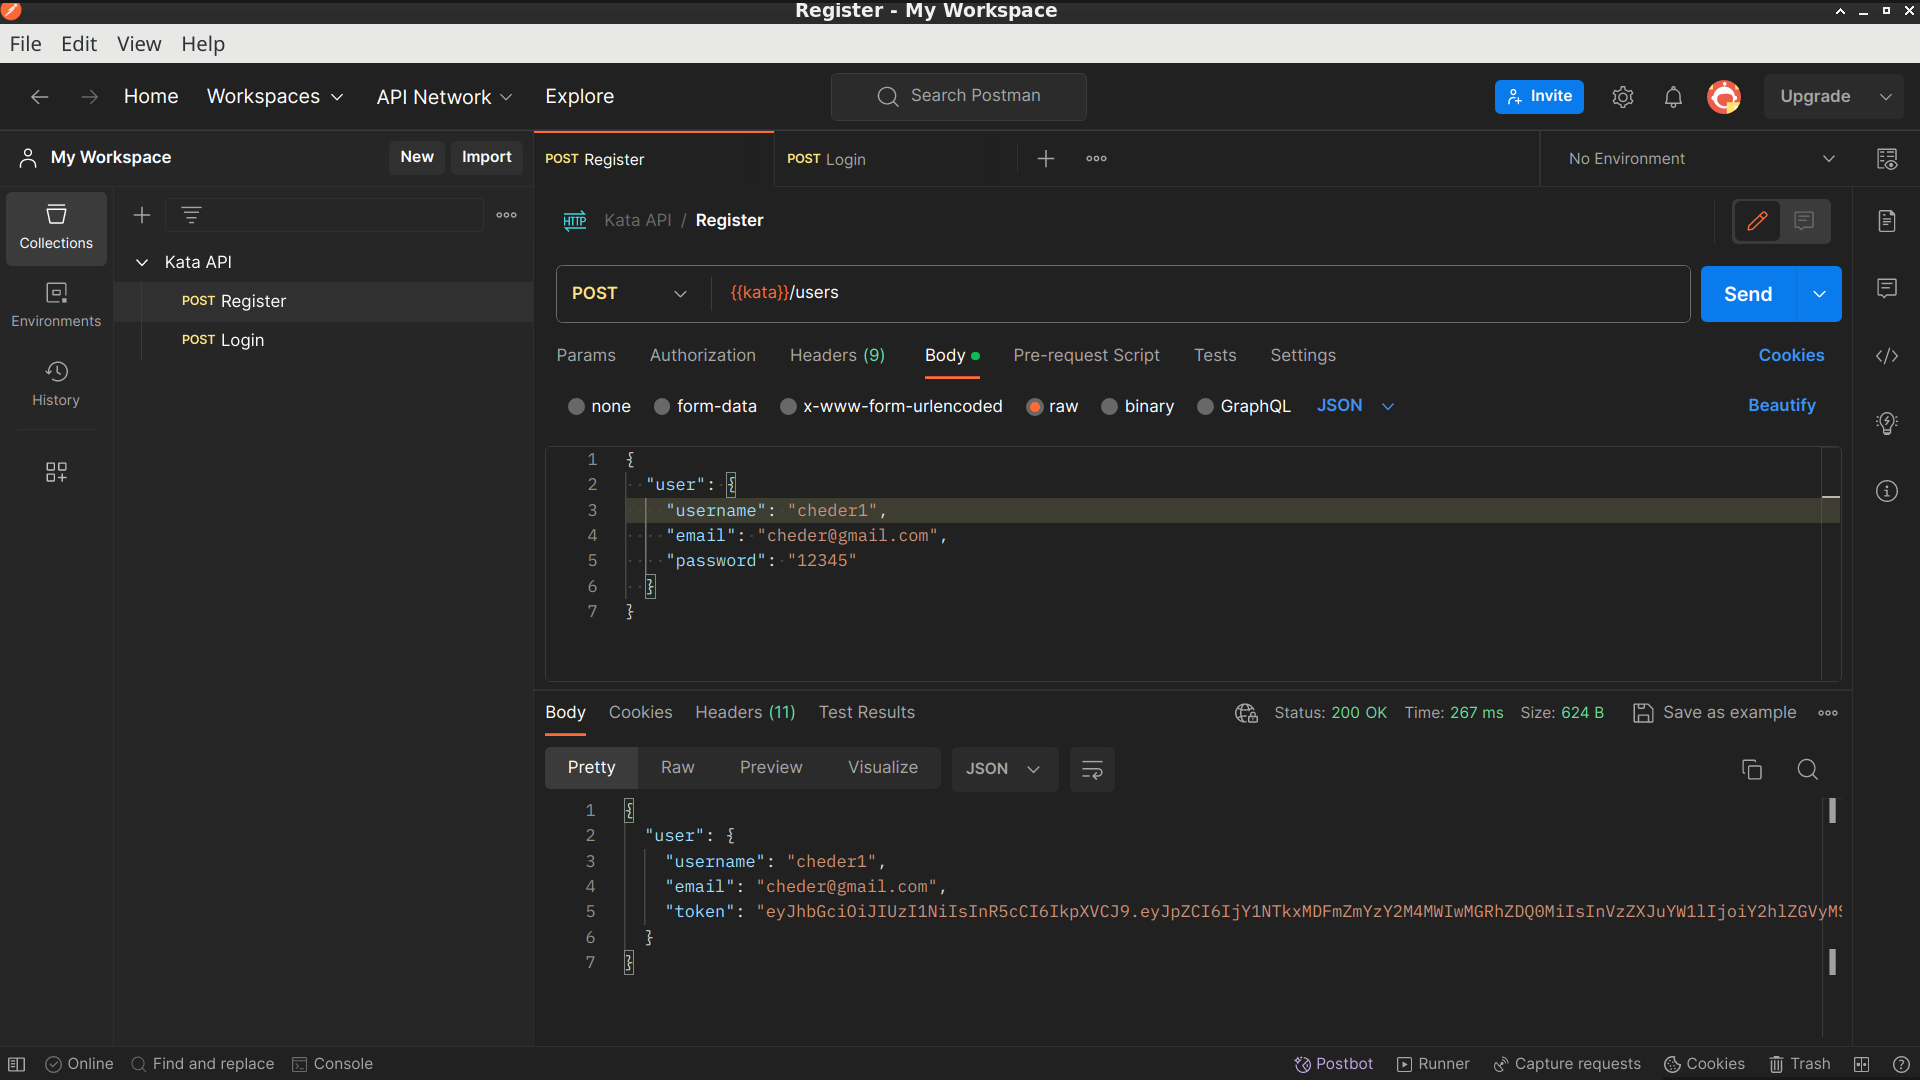 Register - My Workspace
File Edit View Help
Home Workspaces API Network Explore Search Postman Invite Upgrade
My Workspace New Import
POST Register POST Login No Environment
Collections
Environments
History
Kata API
POST Register
POST Login
HTTP Kata API / Register
POST {{kata}}/users Send
Params Authorization Headers (9) Body Pre-request Script Tests Settings Cookies
none form-data x-www-form-urlencoded raw binary GraphQL JSON Beautify
1 {
2 "user": {
3 "username": "cheder1",
4 "email": "cheder@gmail.com",
5 "password": "12345"
6 }
7 }
Body Cookies Headers (11) Test Results Status: 200 OK Time: 267 ms Size: 624 B Save as example
Pretty Raw Preview Visualize JSON
1 {
2 "user": {
3 "username": "cheder1",
4 "email": "cheder@gmail.com",
5 "token": "eyJhbGciOiJIUzI1NiIsInR5cCI6IkpXVCJ9.eyJpZCI6IjY1NTkxMDFmZmYzY2M4MWIwMGRhZDQ0MiIsInVzZXJuYW1lIjoiY2hlZGVyMS
6 }
7 }
Online Find and replace Console Postbot Runner Capture requests Cookies Trash